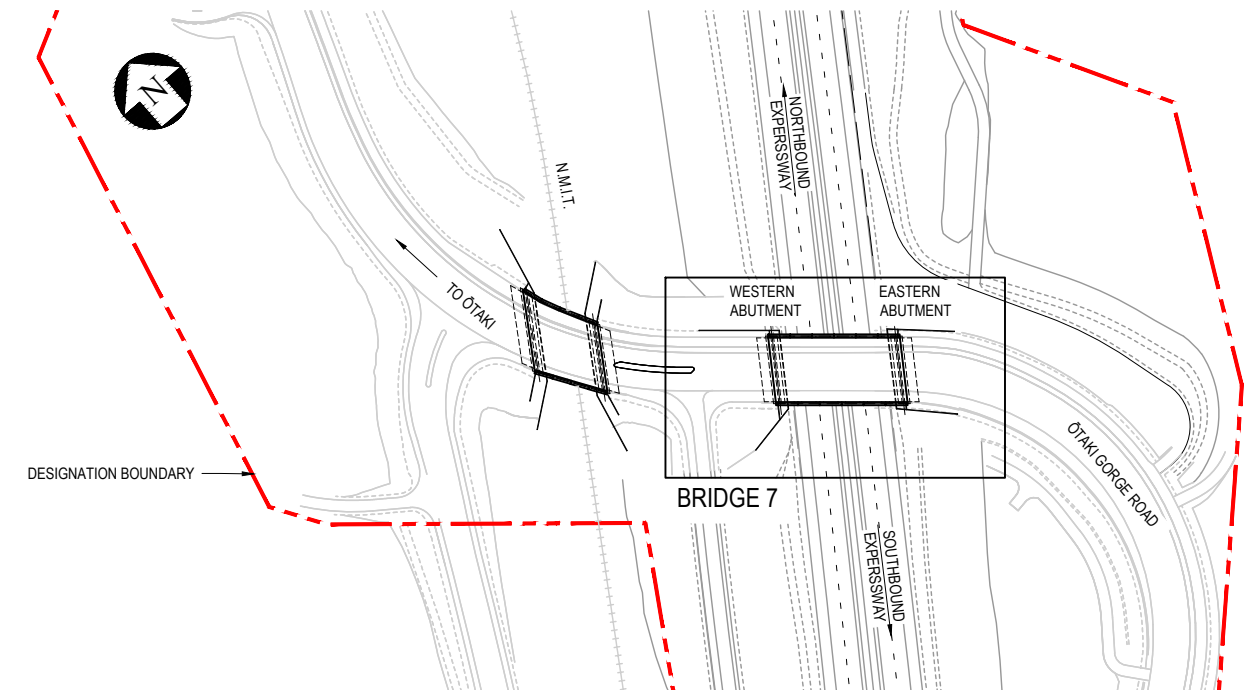 N
NORTHBOUND
EXPERSSWAY
N.M.I.T.
TO ŌTAKI
WESTERN
ABUTMENT
EASTERN
ABUTMENT
ŌTAKI GORGE ROAD
DESIGNATION BOUNDARY
BRIDGE 7
SOUTHBOUND
EXPERSSWAY